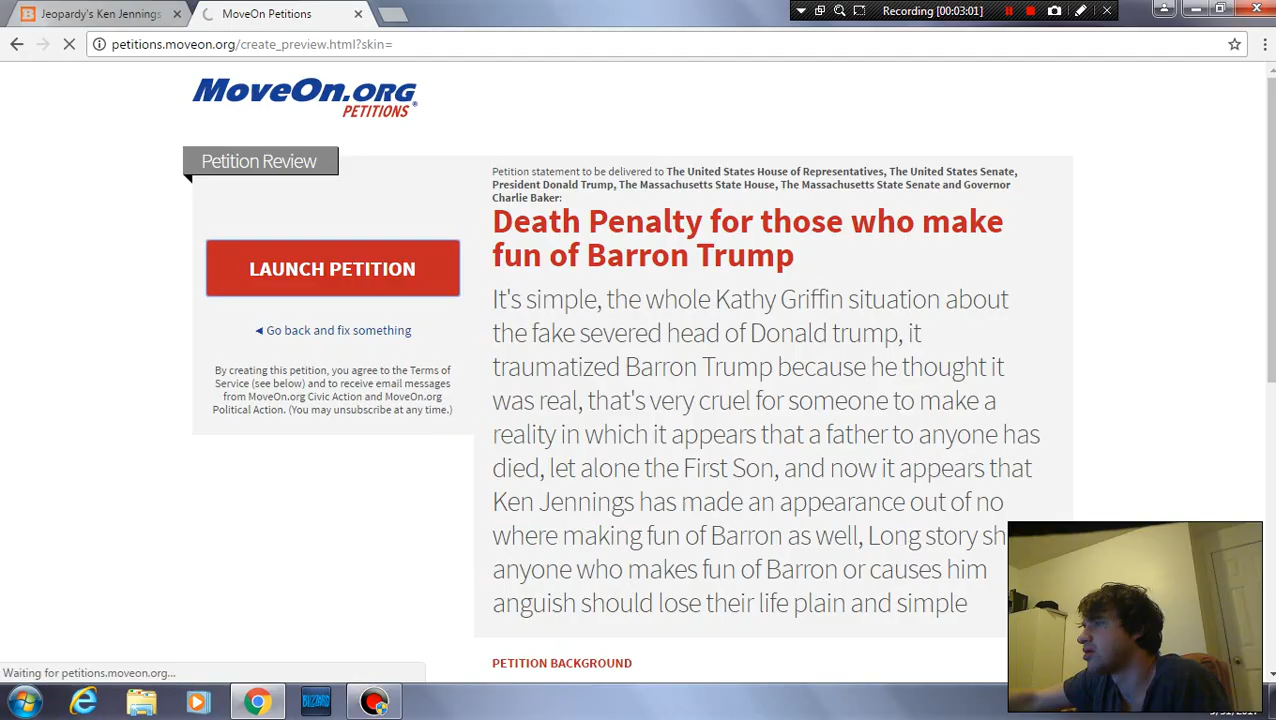 Jeopardy's Ken Jennings
MoveOn Petitions
Recording [00:03:01]
petitions.moveon.org/create_preview.html?skin=
MoveOn.ORG
PETITIONS
Petition Review
LAUNCH PETITION
Go back and fix something
By creating this petition, you agree to the Terms of
Service (see below) and to receive email messages
from MoveOn.org Civic Action and MoveOn.org
Political Action. (You may unsubscribe at any time.)
Petition statement to be delivered to The United States House of Representatives, The United States Senate,
President Donald Trump, The Massachusetts State House, The Massachusetts State Senate and Governor
Charlie Baker:
Death Penalty for those who make
fun of Barron Trump
It's simple, the whole Kathy Griffin situation about
the fake severed head of Donald trump, it
traumatized Barron Trump because he thought it
was real, that's very cruel for someone to make a
reality in which it appears that a father to anyone has
died, let alone the First Son, and now it appears that
Ken Jennings has made an appearance out of no
where making fun of Barron as well, Long story sh
anyone who makes fun of Barron or causes him
anguish should lose their life plain and simple
PETITION BACKGROUND
Waiting for petitions.moveon.org...
BLIZZARD